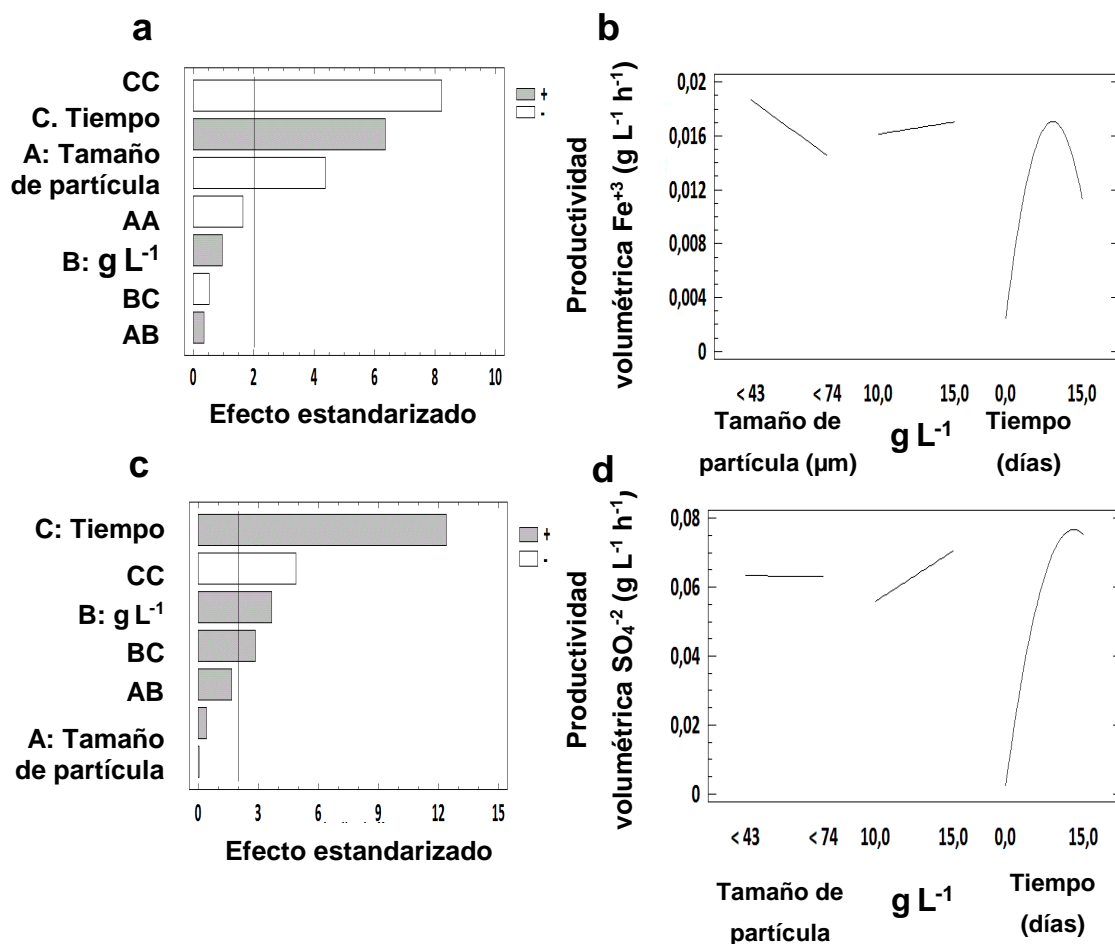 a
CC
C. Tiempo
A: Tamaño
de partícula
AA
B: g L-1
BC
AB
+
-
0 2 4 6 8 10
Efecto estandarizado
b
Productividad
volumétrica Fe+3 (g L-1 h-1)
0,02
0,016
0,012
0,008
0,004
0
< 43 < 74 10,0 15,0 0,0 15,0
Tamaño de
partícula (µm)
g L-1
Tiempo
(días)
c
C: Tiempo
CC
B: g L-1
BC
AB
A: Tamaño
de partícula
+
-
0 3 6 9 12 15
Efecto estandarizado
d
Productividad
volumétrica SO4-2 (g L-1 h-1)
0,08
0,06
0,04
0,02
0
< 43 < 74 10,0 15,0 0,0 15,0
Tamaño de
partícula
g L-1
Tiempo
(días)